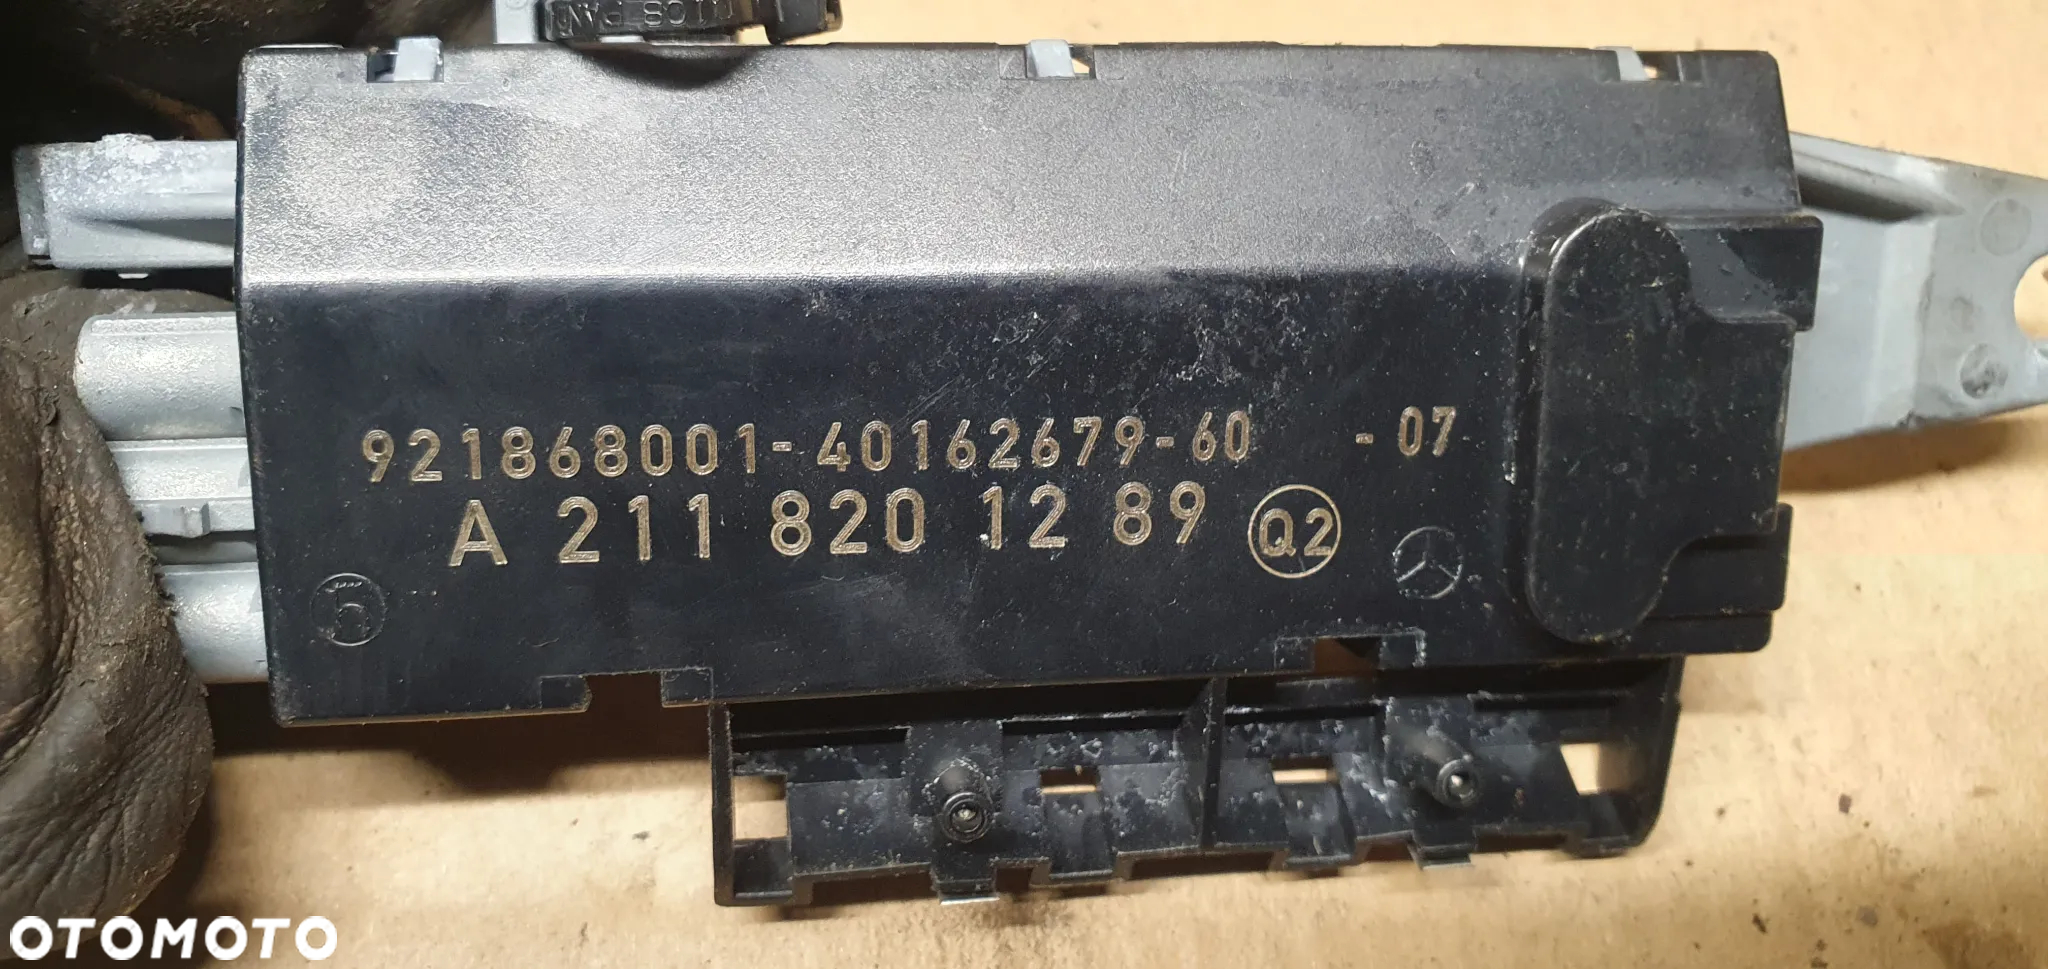 921868001-40162679-60 -07
A 211 820 12 89 Q2
OTOMOTO